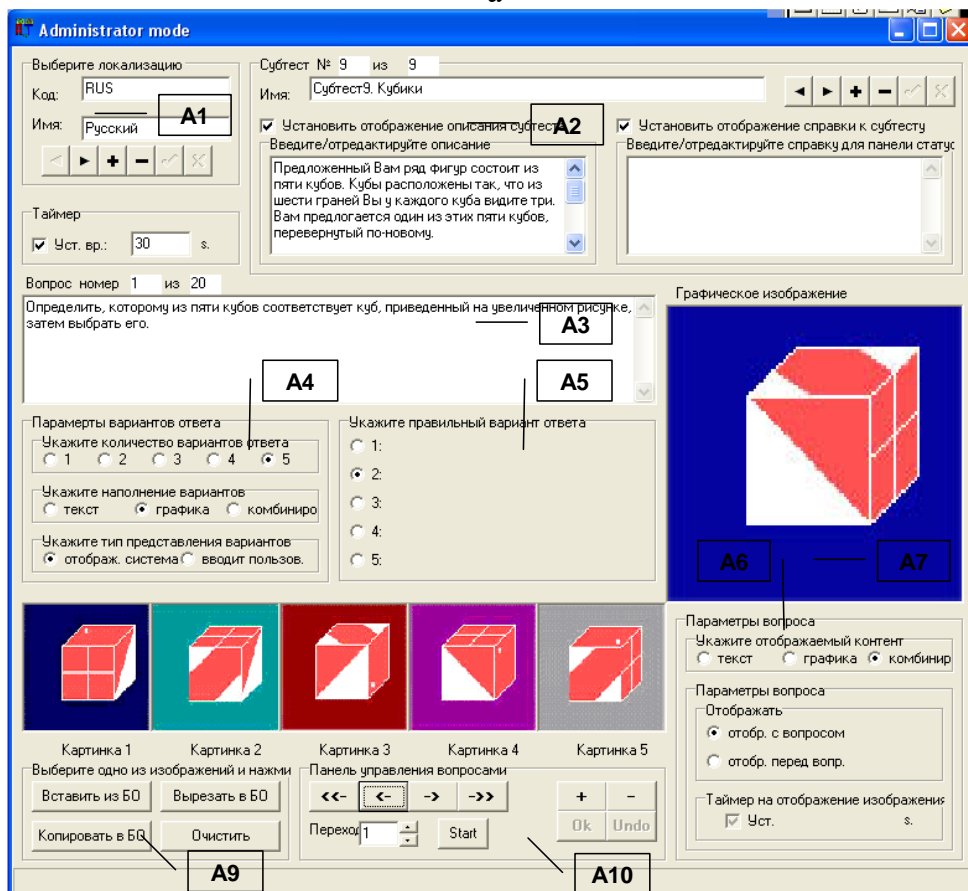 Administrator mode
Выберите локализацию
Код: RUS
Имя: Русский
A1
Субтест № 9 из 9
Имя: Субтест9. Кубики
◄ ► + −
Установить отображение описания субтест
A2
Установить отображение справки к субтесту
Введите/отредактируйте описание
Введите/отредактируйте справку для панели статус
Предложенный Вам ряд фигур состоит из
пяти кубов. Кубы расположены так, что из
шести граней Вы у каждого куба видите три.
Вам предлогается один из этих пяти кубов,
перевернутый по-новому.
◄ ► + −
Таймер
Уст. вр.: 30 s.
Вопрос номер 1 из 20
Определить, которому из пяти кубов соответствует куб, приведенный на увеличенном рисунке,
затем выбрать его.
A3
A4
A5
Графическое изображение
A6
A7
Парамерты вариантов ответа
Укажите количество вариантов ответа
1 2 3 4 5
Укажите наполнение вариантов
текст графика комбиниро
Укажите тип представления вариантов
отображ. система вводит пользов.
Укажите правильный вариант ответа
1:
2:
3:
4:
5:
Картинка 1 Картинка 2 Картинка 3 Картинка 4 Картинка 5
Параметры вопроса
Укажите отображаемый контент
текст графика комбинир
Параметры вопроса
Отображать
отобр. с вопросом
отобр. перед вопр.
Таймер на отображение изображения
Уст. s.
Выберите одно из изображений и нажми
Вставить из БО Вырезать в БО
Копировать в БО Очистить
A9
Панель управления вопросами
<<- <- -> ->> + −
Переход 1 Start Ok Undo
A10